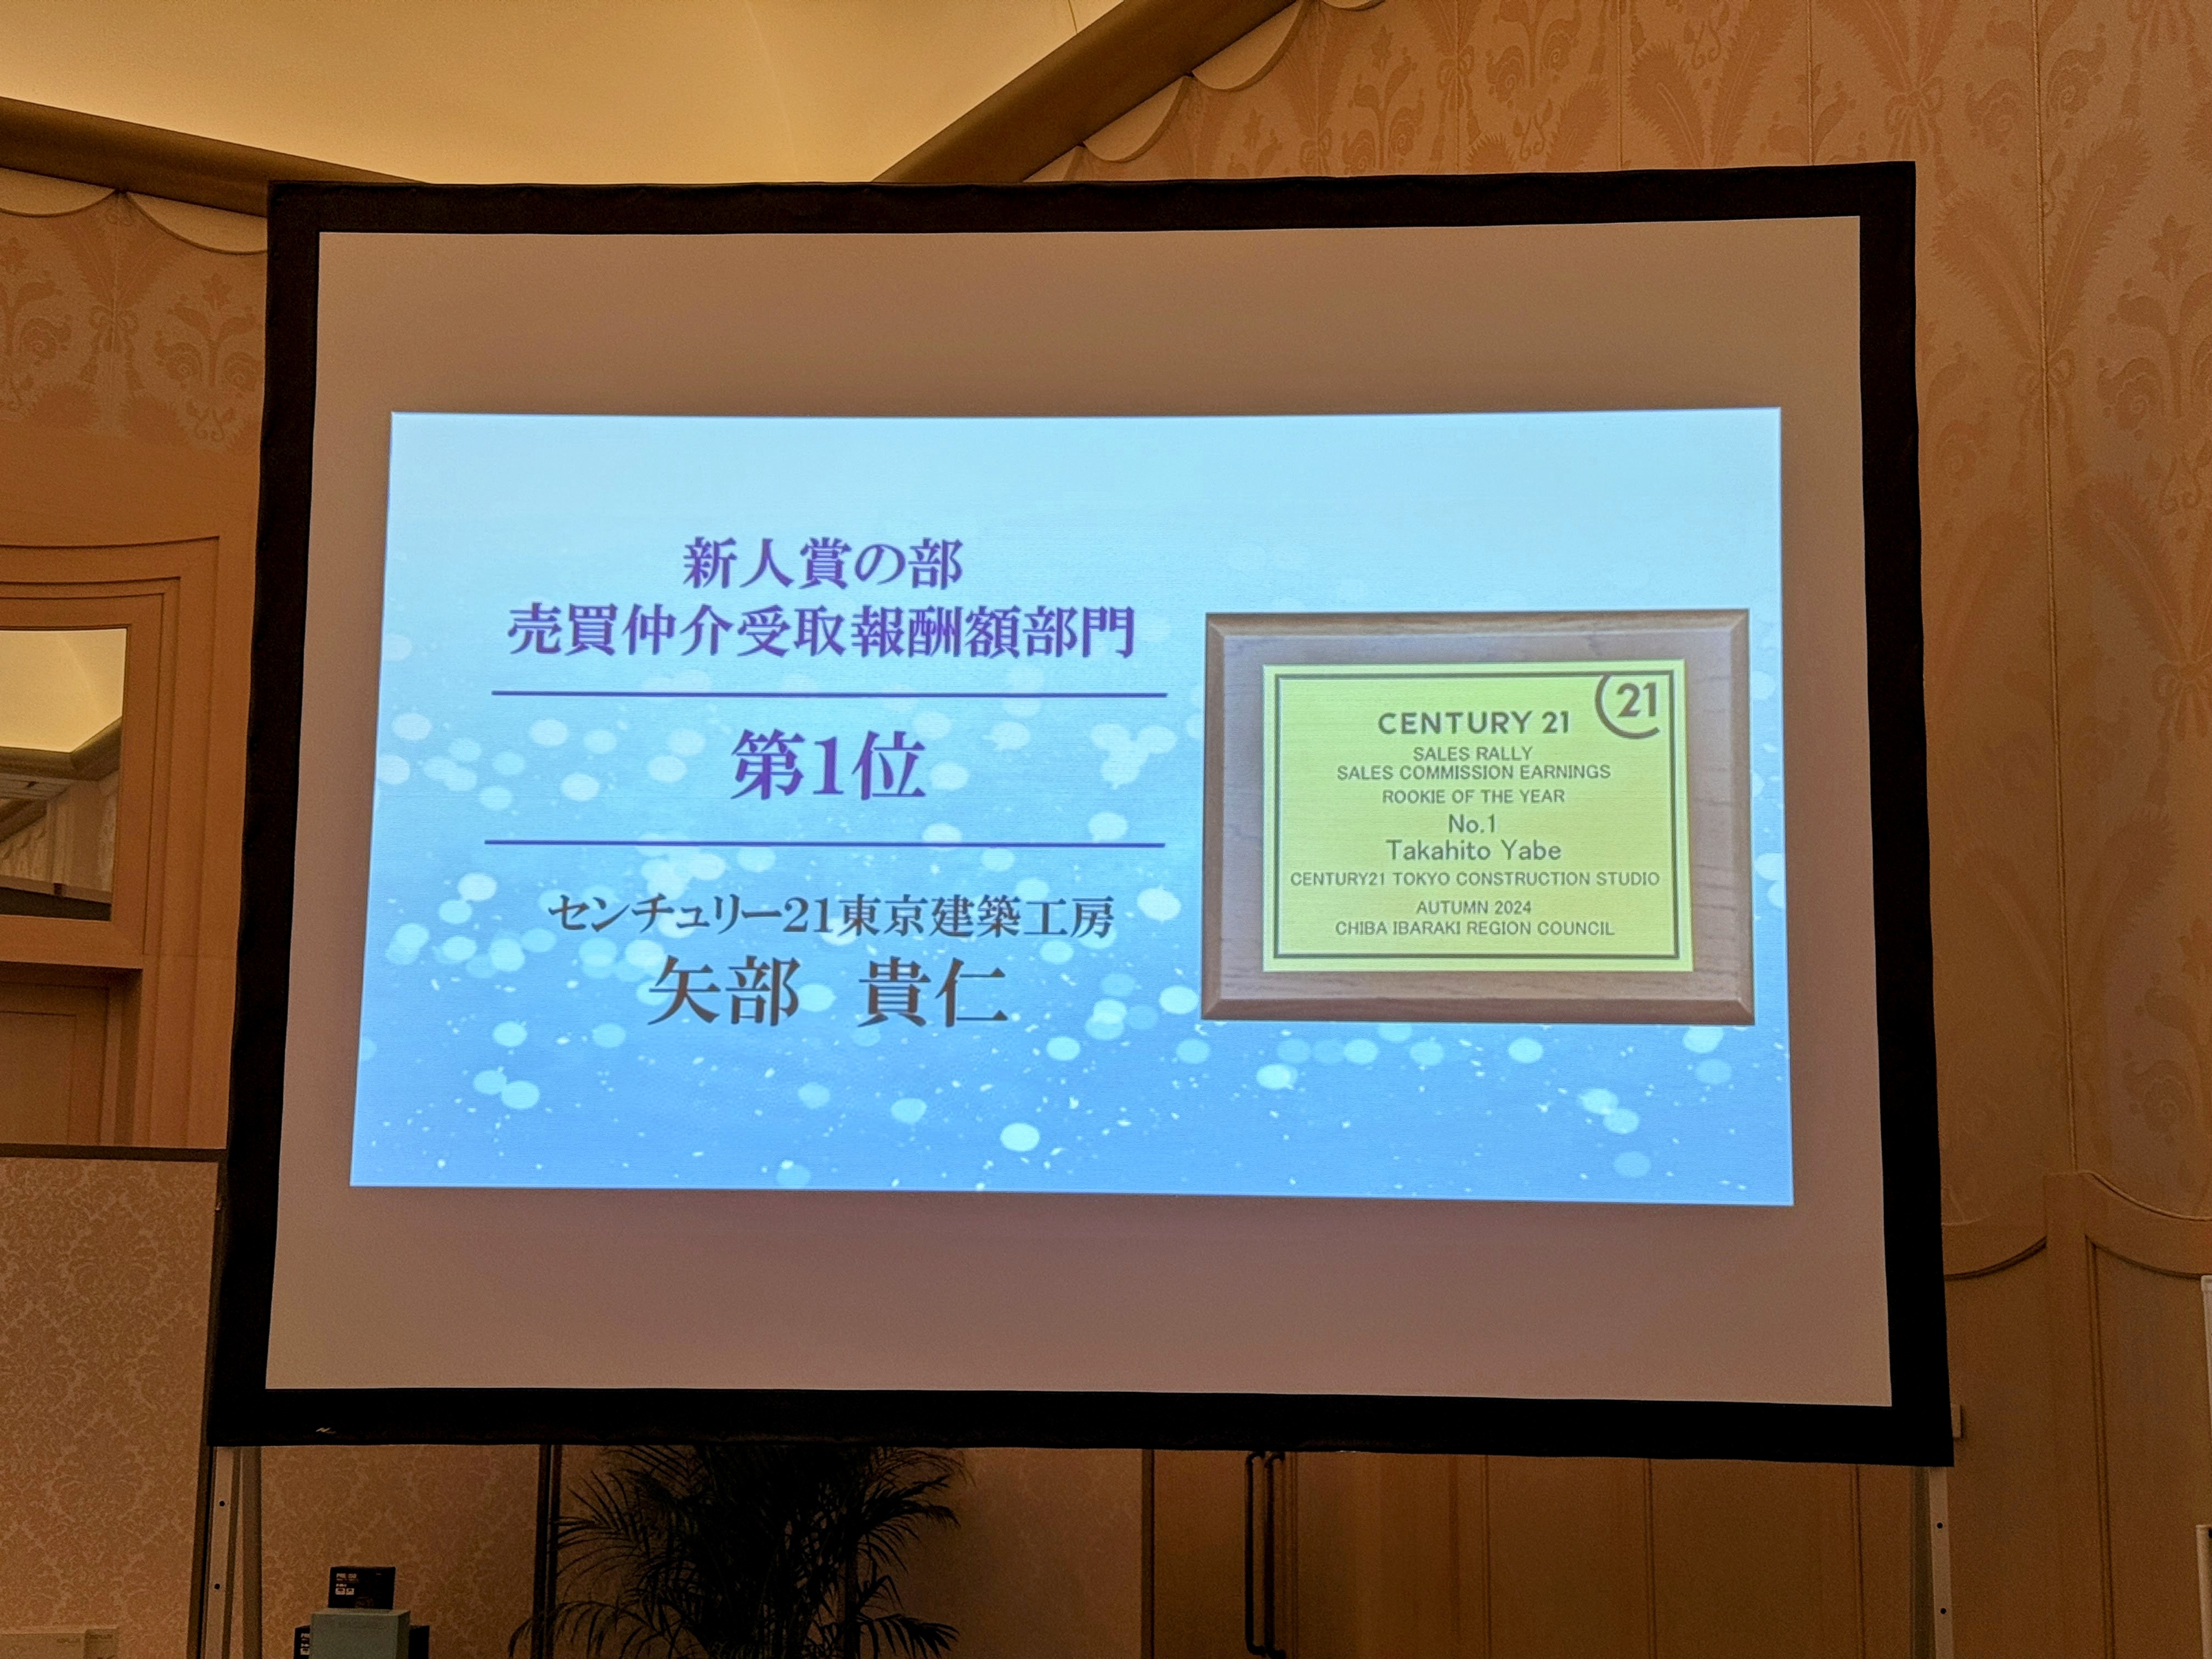 新人賞の部
売買仲介受取報酬額部門
第1位
センチュリー21東京建築工房
矢部 貴仁
21
CENTURY 21
SALES RALLY
SALES COMMISSION EARNINGS
ROOKIE OF THE YEAR
No.1
Takahito Yabe
CENTURY21 TOKYO CONSTRUCTION STUDIO
AUTUMN 2024
CHIBA IBARAKI REGION COUNCIL